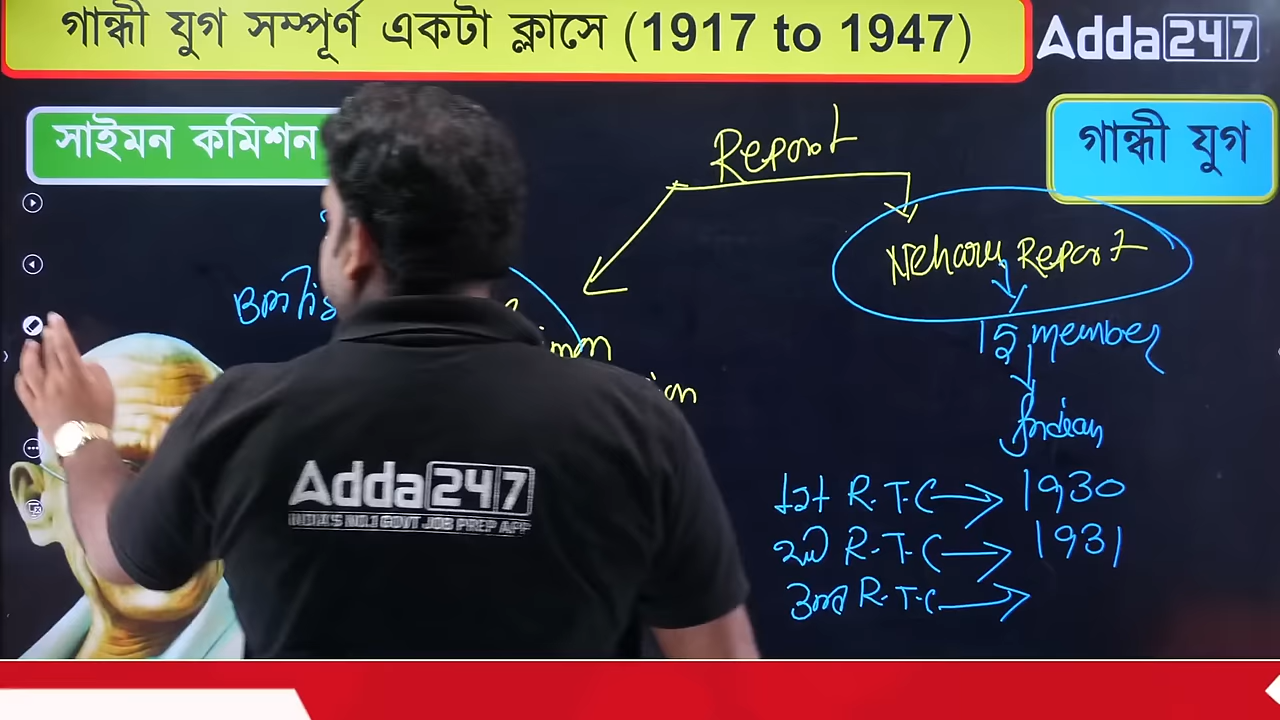 গান্ধী যুগ সম্পূর্ণ একটা ক্লাসে (1917 to 1947)
Adda247
সাইমন কমিশন
গান্ধী যুগ
Report
Nehru Report
15 member
Indian
1st R.T.C → 1930
2nd R.T.C → 1931
3rd R.T.C →
Adda247
INDIA'S NO.1 GOVT JOB PREP APP